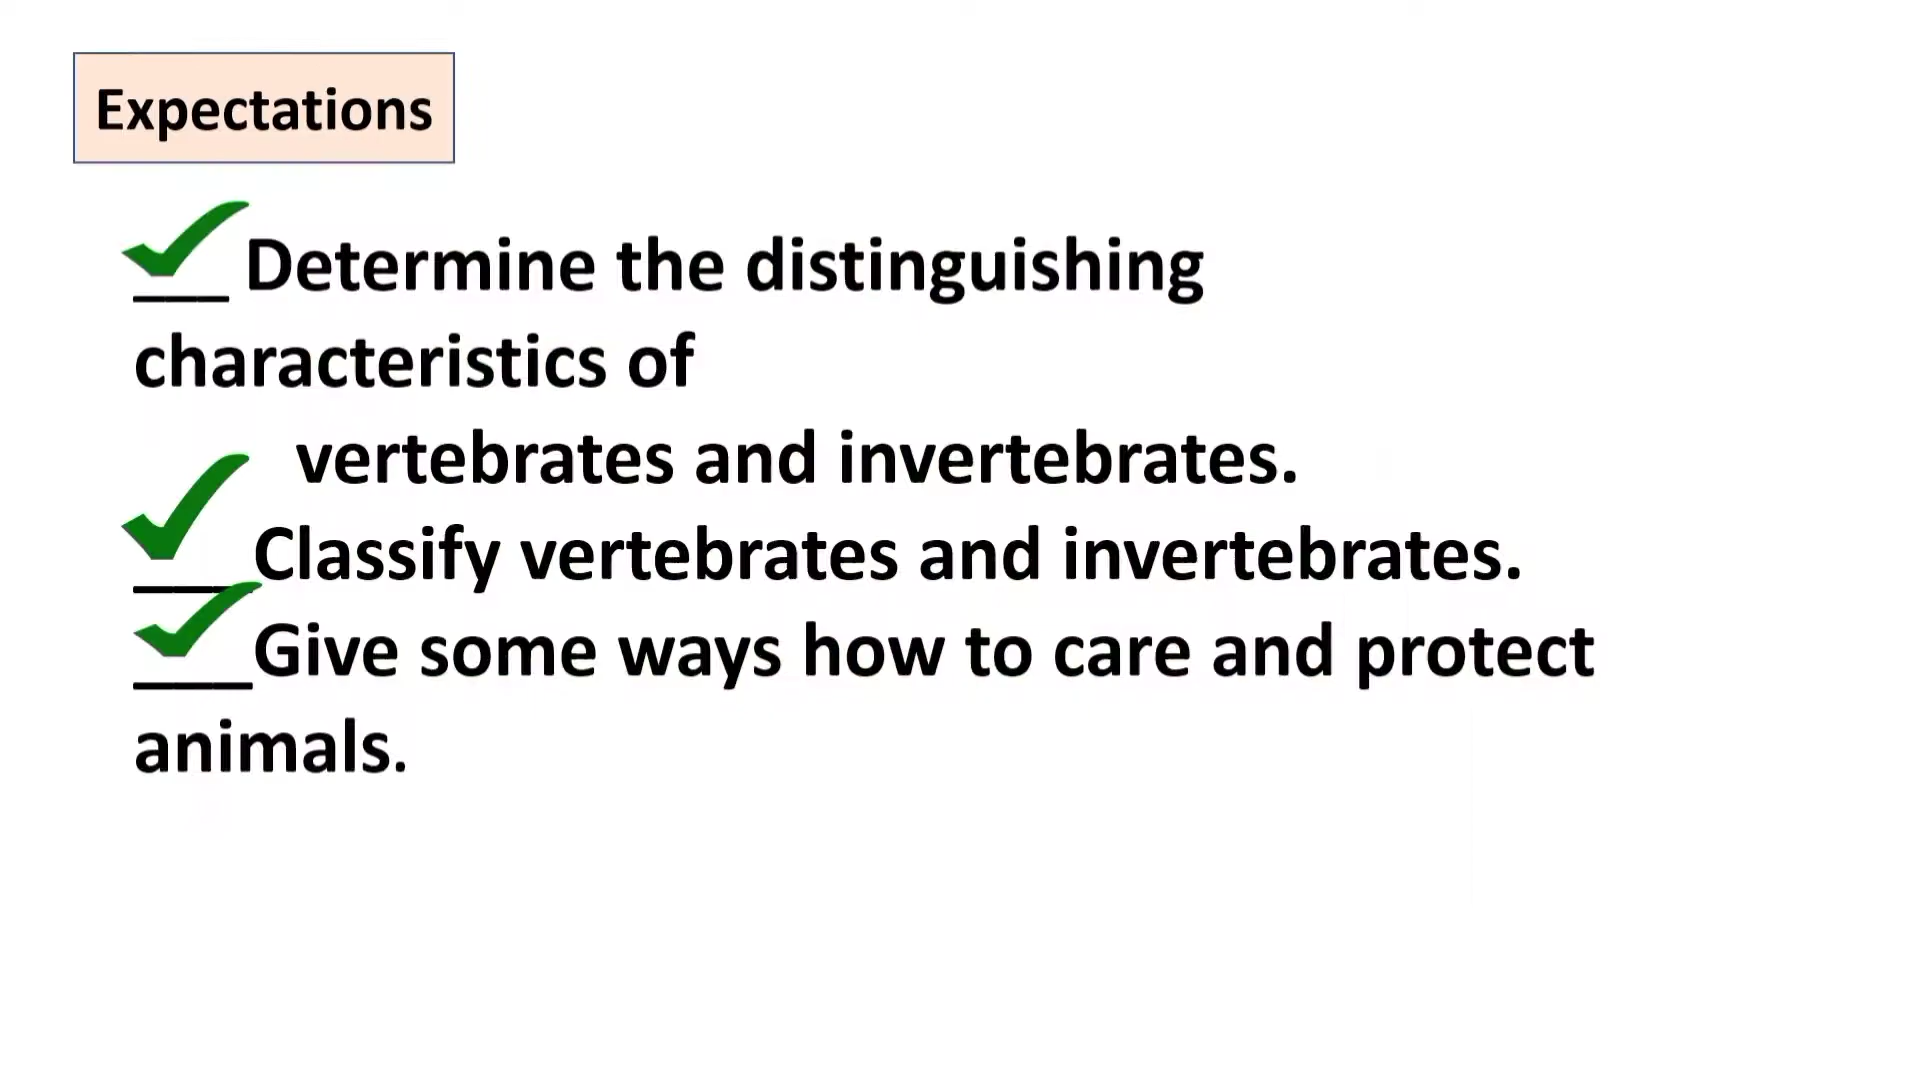 Expectations
___ Determine the distinguishing
characteristics of
vertebrates and invertebrates.
___Classify vertebrates and invertebrates.
___Give some ways how to care and protect
animals.